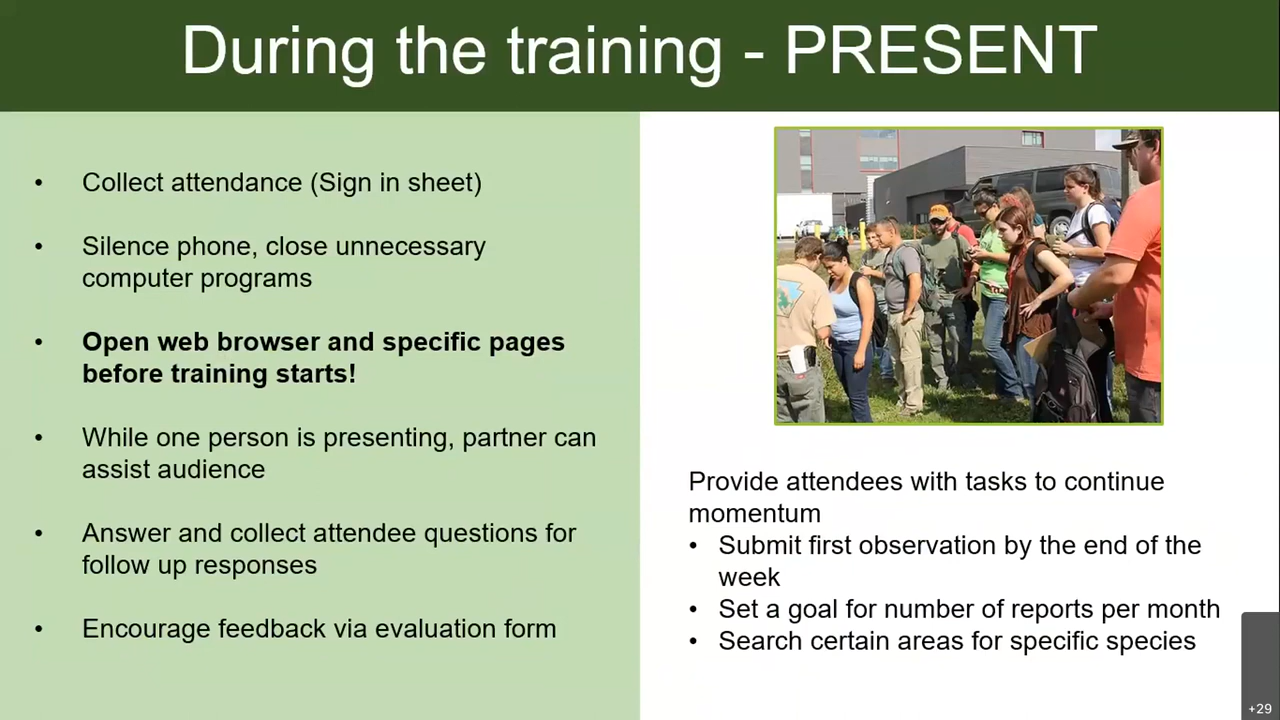 During the training - PRESENT
• Collect attendance (Sign in sheet)
• Silence phone, close unnecessary
computer programs
• Open web browser and specific pages
before training starts!
• While one person is presenting, partner can
assist audience
• Answer and collect attendee questions for
follow up responses
• Encourage feedback via evaluation form
Provide attendees with tasks to continue
momentum
• Submit first observation by the end of the
week
• Set a goal for number of reports per month
• Search certain areas for specific species
+29